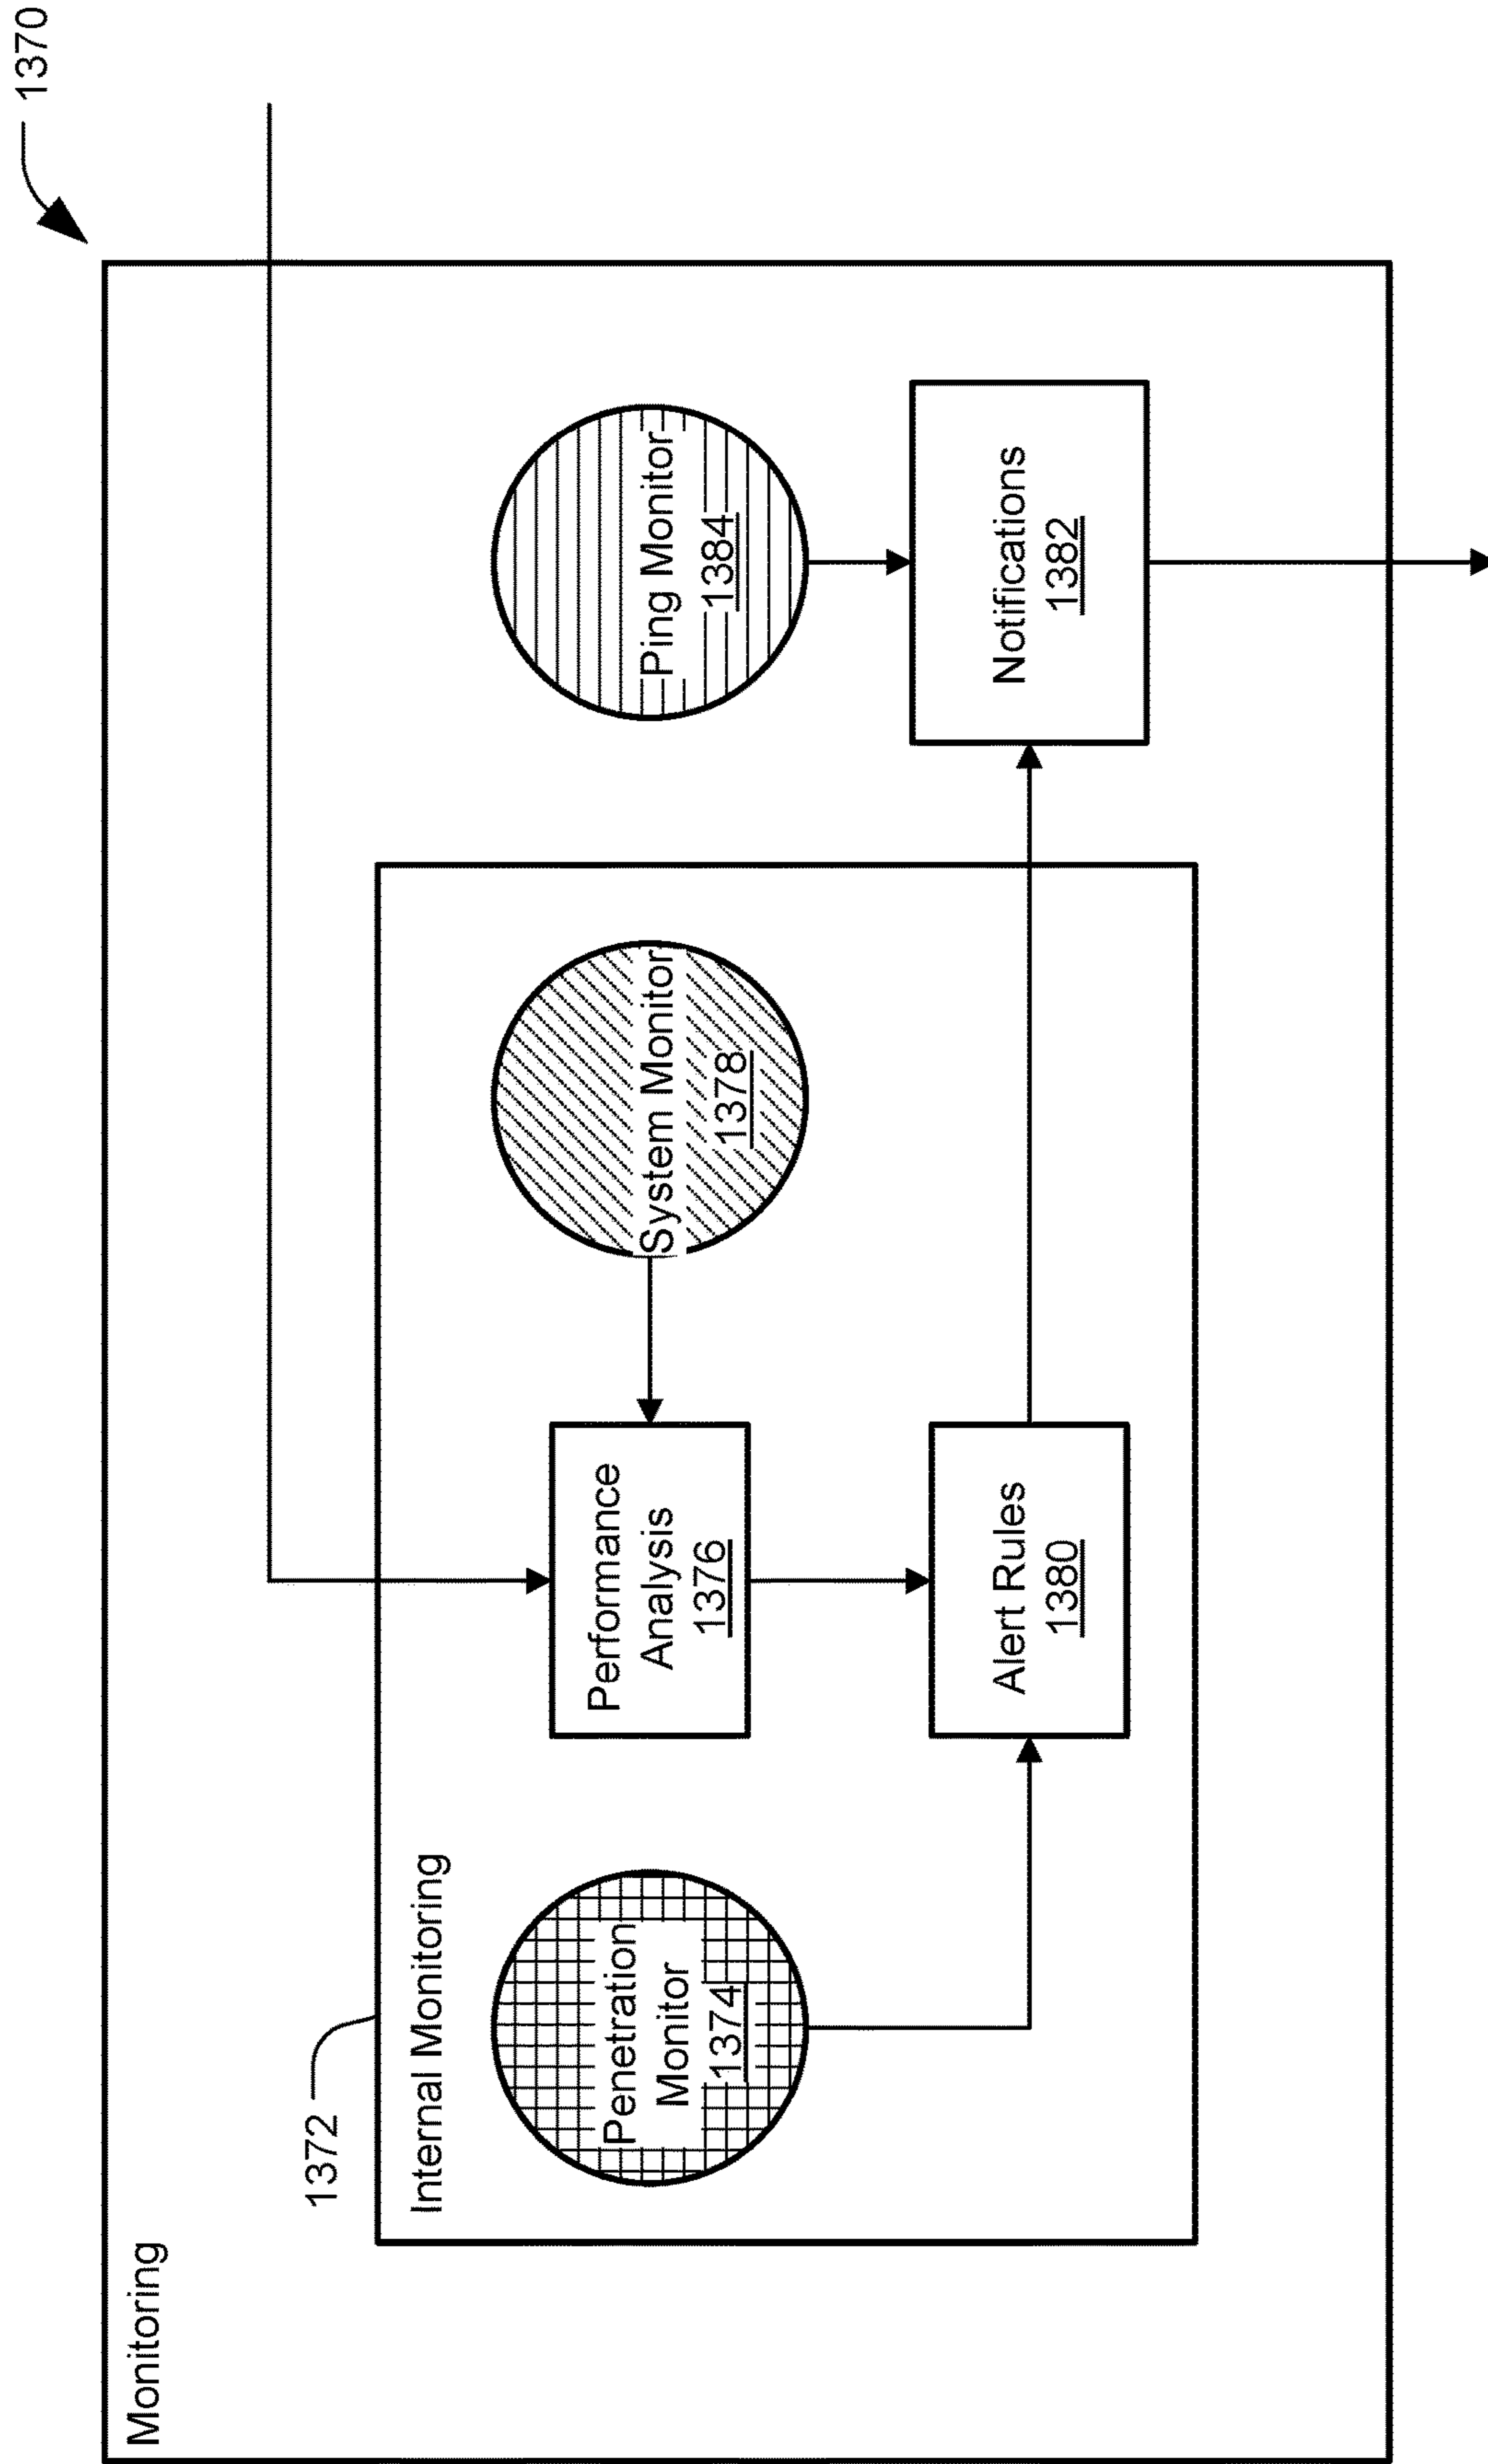 1370
Monitoring
1372
Internal Monitoring
Penetration
Monitor
1374
Performance
Analysis
1376
System Monitor
1378
Ping Monitor
1384
Alert Rules
1380
Notifications
1382